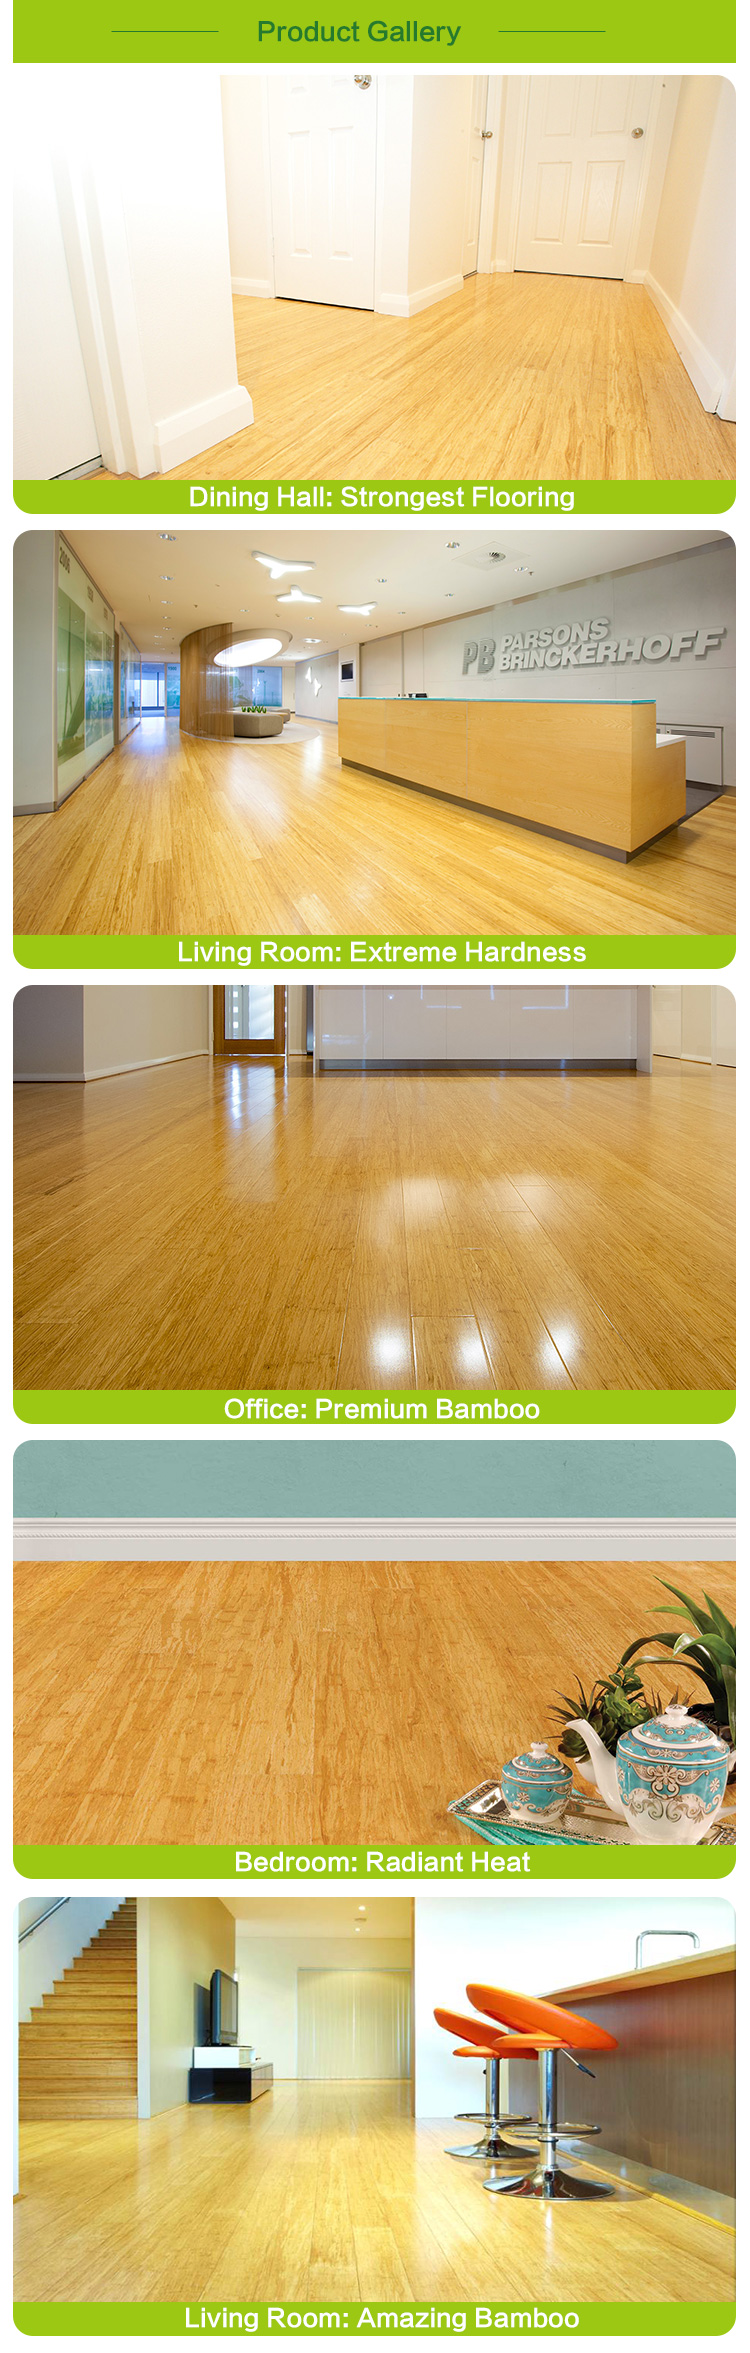 Product Gallery
Dining Hall: Strongest Flooring
2006
PB PARSONS
BRINCKERHOFF
Living Room: Extreme Hardness
Office: Premium Bamboo
Bedroom: Radiant Heat
Living Room: Amazing Bamboo